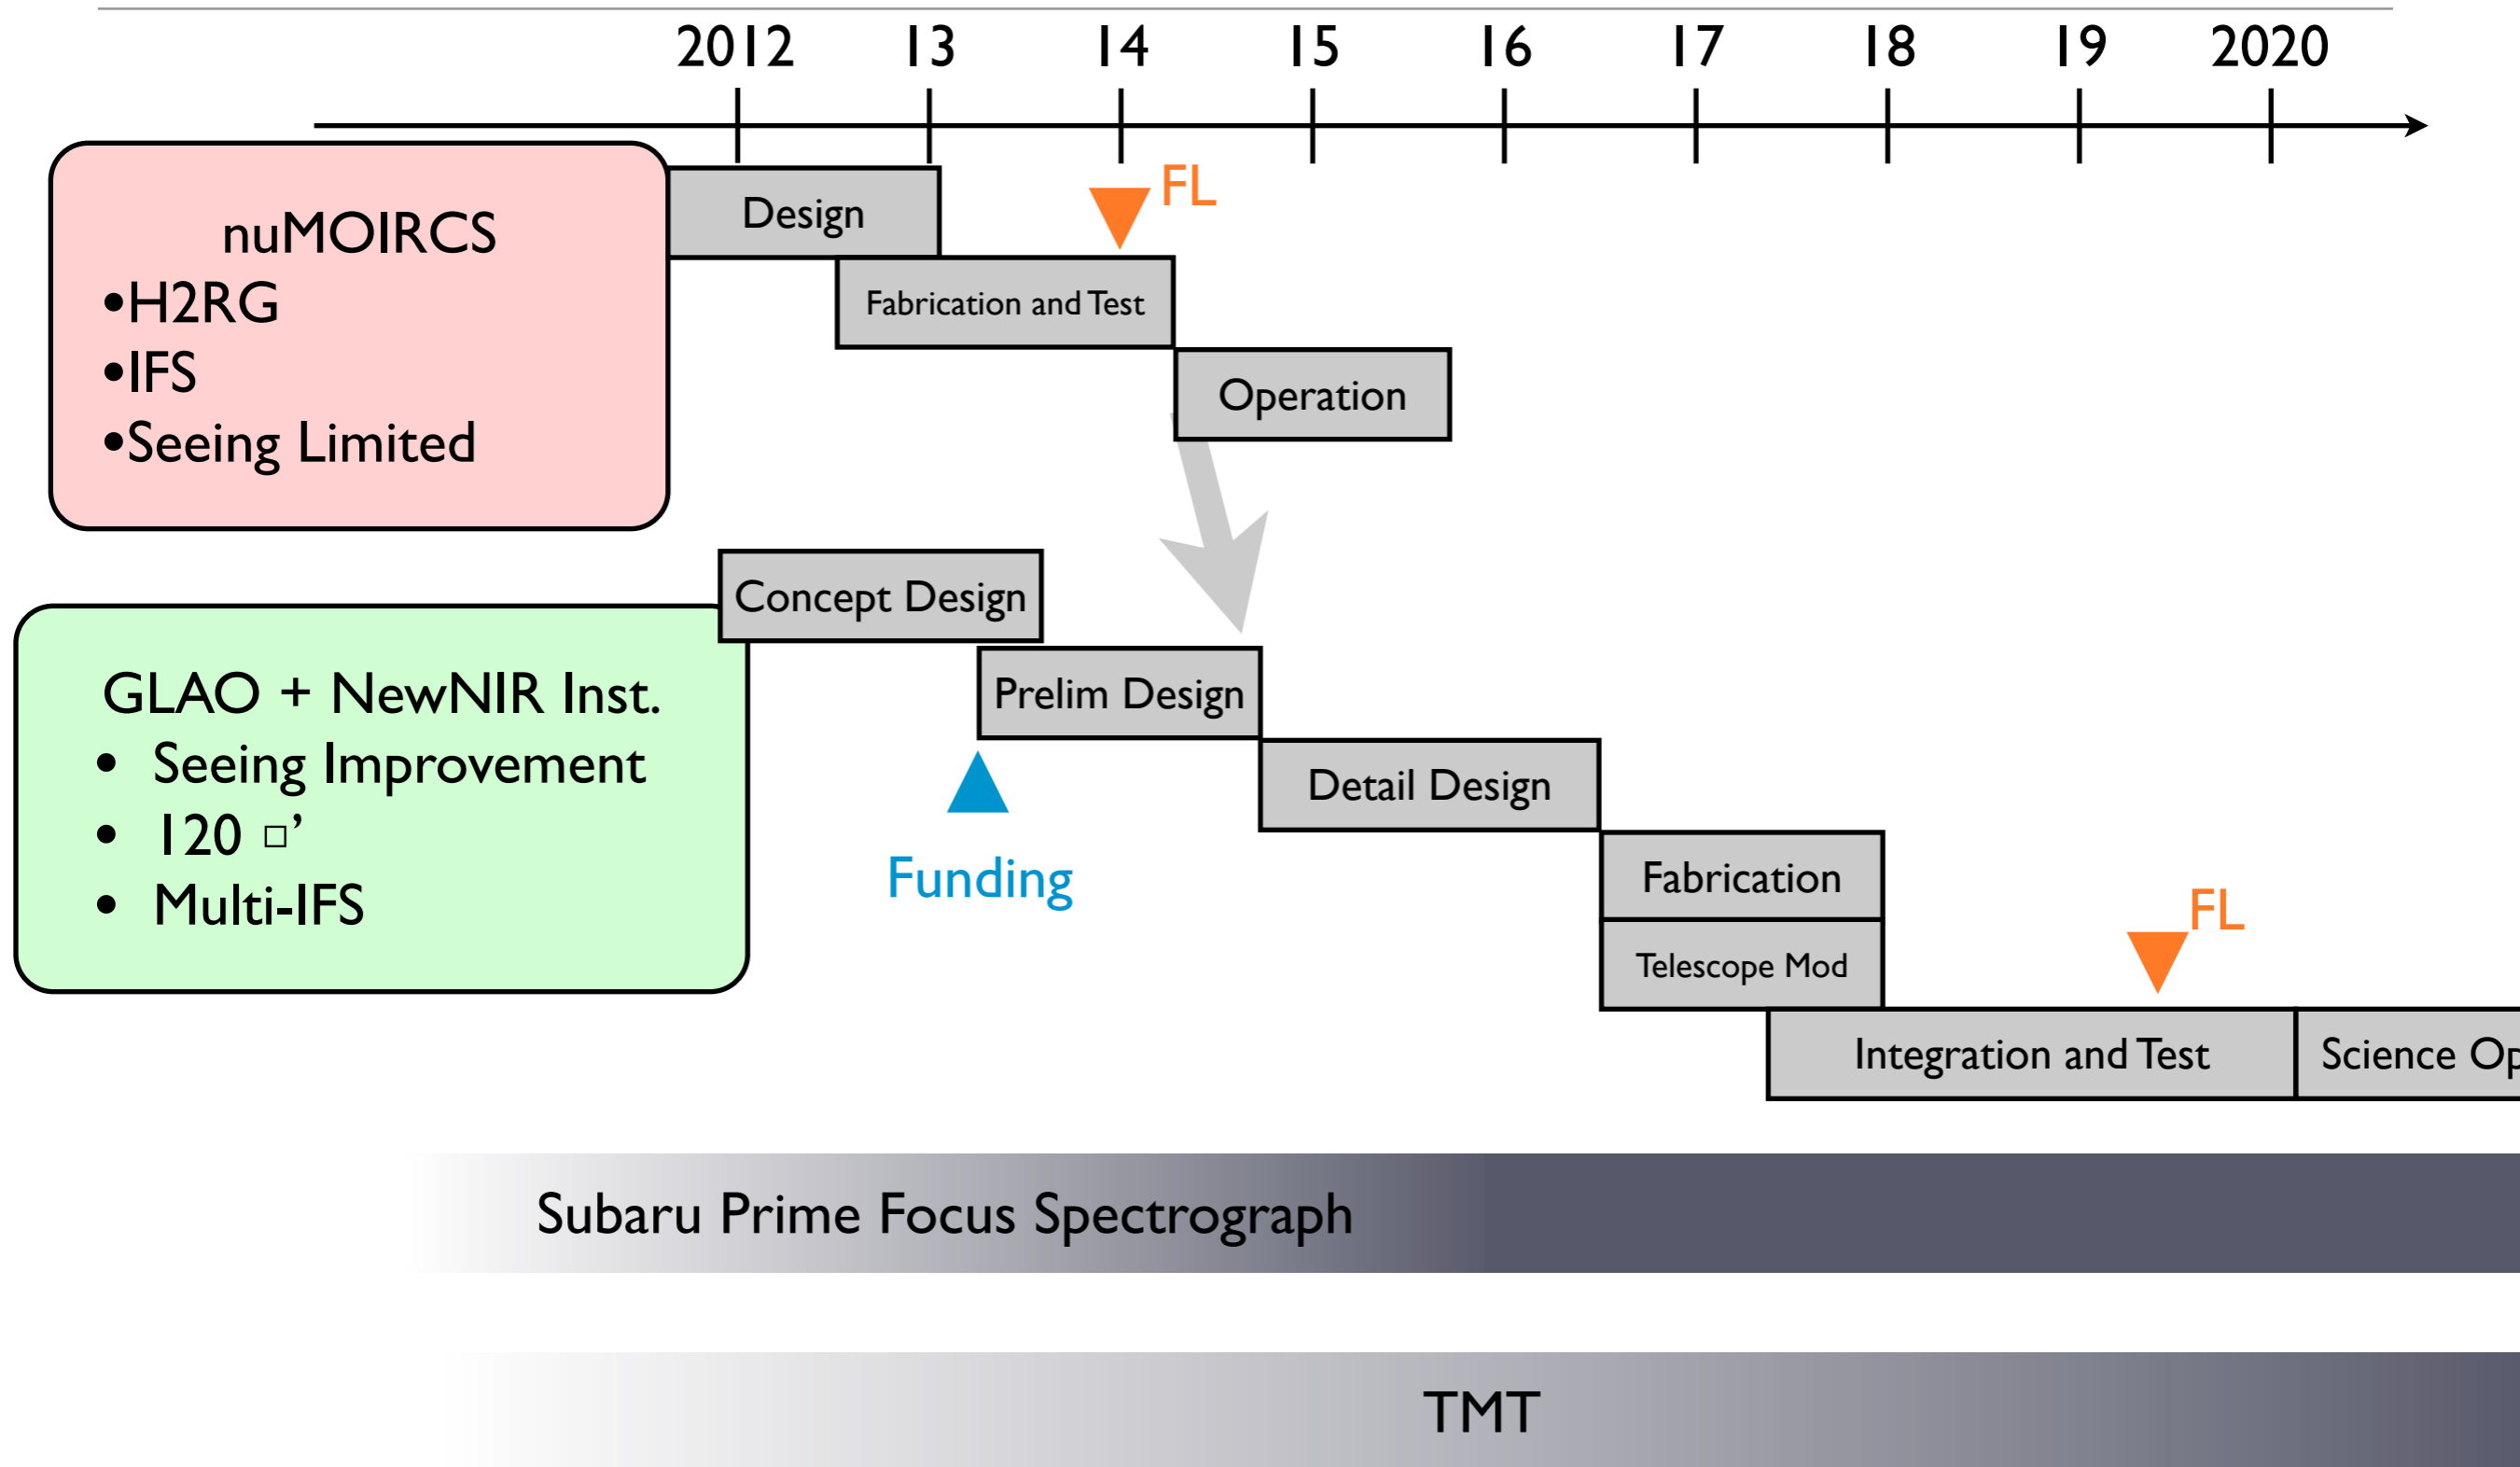 2012 13 14 15 16 17 18 19 2020
FL
Design
nuMOIRCS
•H2RG
Fabrication and Test
•IFS
Operation
•Seeing Limited
Concept Design
GLAO + NewNIR Inst.
Prelim Design
• Seeing Improvement
Detail Design
• 120 □’
Funding
Fabrication
• Multi-IFS
FL
Telescope Mod
Integration and Test
Science Op
Subaru Prime Focus Spectrograph
TMT